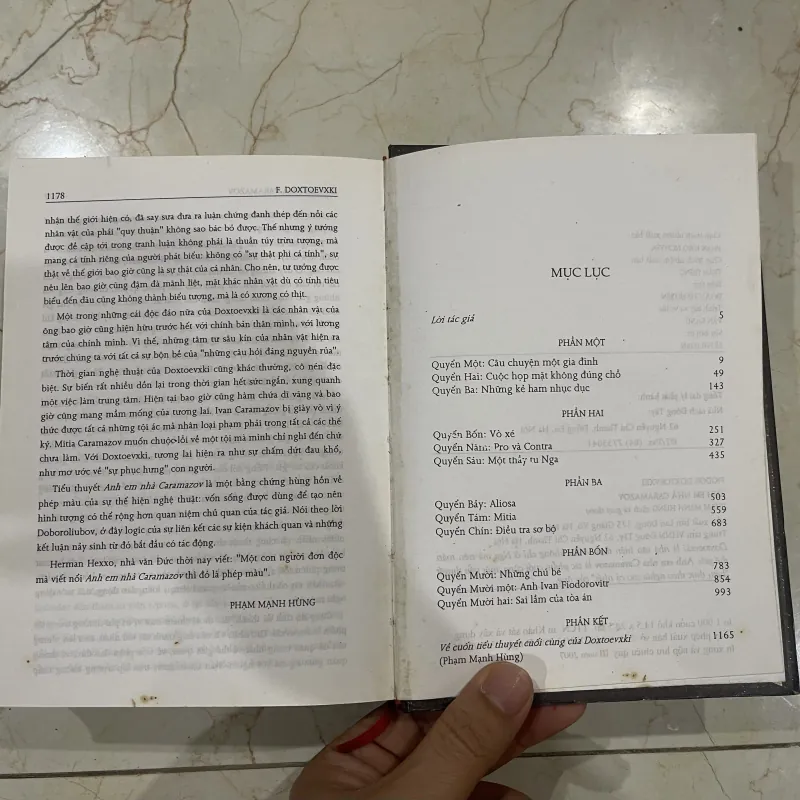 1178
F. DOXTOEVXKI
nhận thế giới hiện có, đã say sưa đưa ra luận chứng đanh thép đến nỗi các
nhân vật của phải "quy thuận" không sao bác bỏ được. Thế nhưng ý tưởng
được đề cập tới trong tranh luận không phải là thuần túy trừu tượng, mà
mang cá tính riêng của người phát biểu: không có "sự thật phi cá tính", sự
thật về thế giới bao giờ cũng là sự thật của cá nhân. Cho nên, tư tưởng được
nêu lên bao giờ cũng đậm đà mãnh liệt, mặt khác nhân vật dù có tính tiêu
biểu đến đâu cũng không thành biểu tượng, mà là có xương có thịt.
Một trong những cái độc đáo nữa của Doxtoevxki là các nhân vật của
ông bao giờ cũng hiện hữu trước hết với chính bản thân mình, với lương
tâm của chính mình. Vì thế, những tâm tư sâu kín của nhân vật hiện ra
trước chúng ta với tất cả sự bộn bề của "những câu hỏi đáng nguyền rủa".
Thời gian nghệ thuật của Doxtoevxki cũng khác thường, cô nén đặc
biệt. Sự biến rất nhiều dồn lại trong thời gian hết sức ngắn, xung quanh
một việc làm trung tâm. Hiện tại bao giờ cũng hàm chứa dĩ vãng và bao
giờ cũng mang mầm mống của tương lai. Ivan Caramazov bị giày vò vì ý
thức được tất cả những tội ác mà nhân loại phạm phải trong tất cả các thế
kỷ. Mitia Caramazov muốn chuộc lỗi về một tội mà mình chỉ nghĩ đến chứ
chưa làm. Với Doxtoevxki, tương lai hiện ra như sự chấm dứt đau khổ,
như mơ ước về "sự phục hưng" con người.
Tiểu thuyết Anh em nhà Caramazov là một bằng chứng hùng hồn về
phép màu của sự thể hiện nghệ thuật: vốn sống được dùng để tạo nên
hình tượng có thể rộng hơn quan niệm chủ quan của tác giả. Nói theo lời
Doboroliubov, ở đây logic của sự liên kết các sự kiện khách quan và những
kết luận nảy sinh từ đó bắt đầu có tác động.
Herman Hexxo, nhà văn Đức thời nay viết: "Một con người đơn độc
mà viết nổi Anh em nhà Caramazov thì đó là phép màu".
PHẠM MẠNH HÙNG
MỤC LỤC
Lời tác giả 5
PHẦN MỘT
Quyển Một: Câu chuyện một gia đình 9
Quyển Hai: Cuộc họp mặt không đúng chỗ 49
Quyển Ba: Những kẻ ham nhục dục 143
PHẦN HAI
Quyển Bốn: Vò xé 251
Quyển Năm: Pro và Contra 327
Quyển Sáu: Một thầy tu Nga 435
PHẦN BA
Quyển Bảy: Aliosa 503
Quyển Tám: Mitia 559
Quyển Chín: Điều tra sơ bộ 683
PHẦN BỐN
Quyển Mười: Những chú bé 783
Quyển Mười một: Anh Ivan Fiodorovitr 854
Quyển Mười hai: Sai lầm của tòa án 993
PHẦN KẾT
Về cuốn tiểu thuyết cuối cùng của Doxtoevxki 1165
(Phạm Mạnh Hùng)